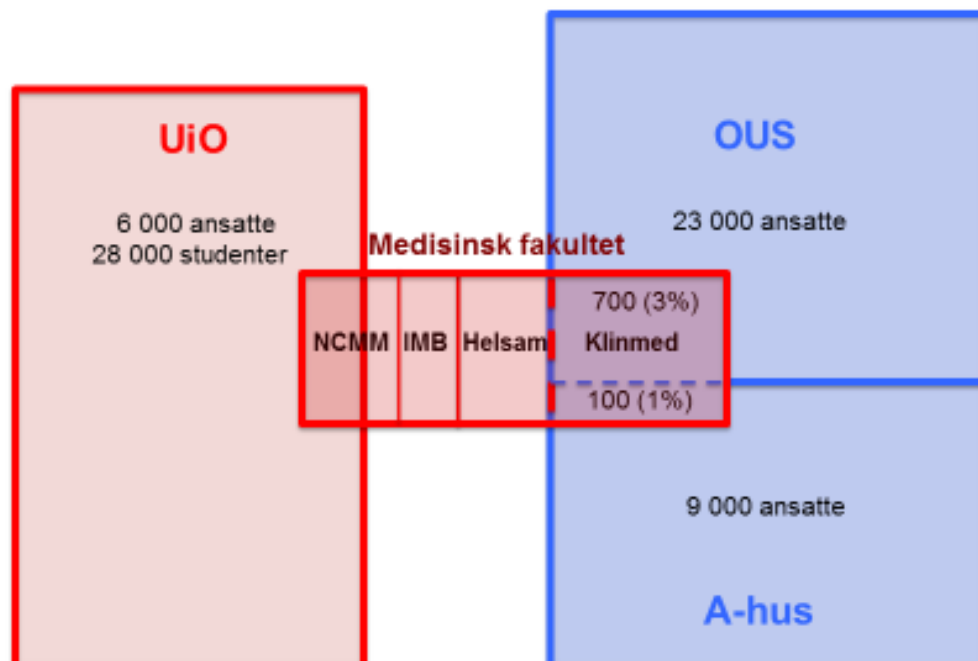 UiO
6 000 ansatte
28 000 studenter
OUS
23 000 ansatte
Medisinsk fakultet
NCMM
IMB
Helsam
700 (3%)
Klinmed
100 (1%)
9 000 ansatte
A-hus